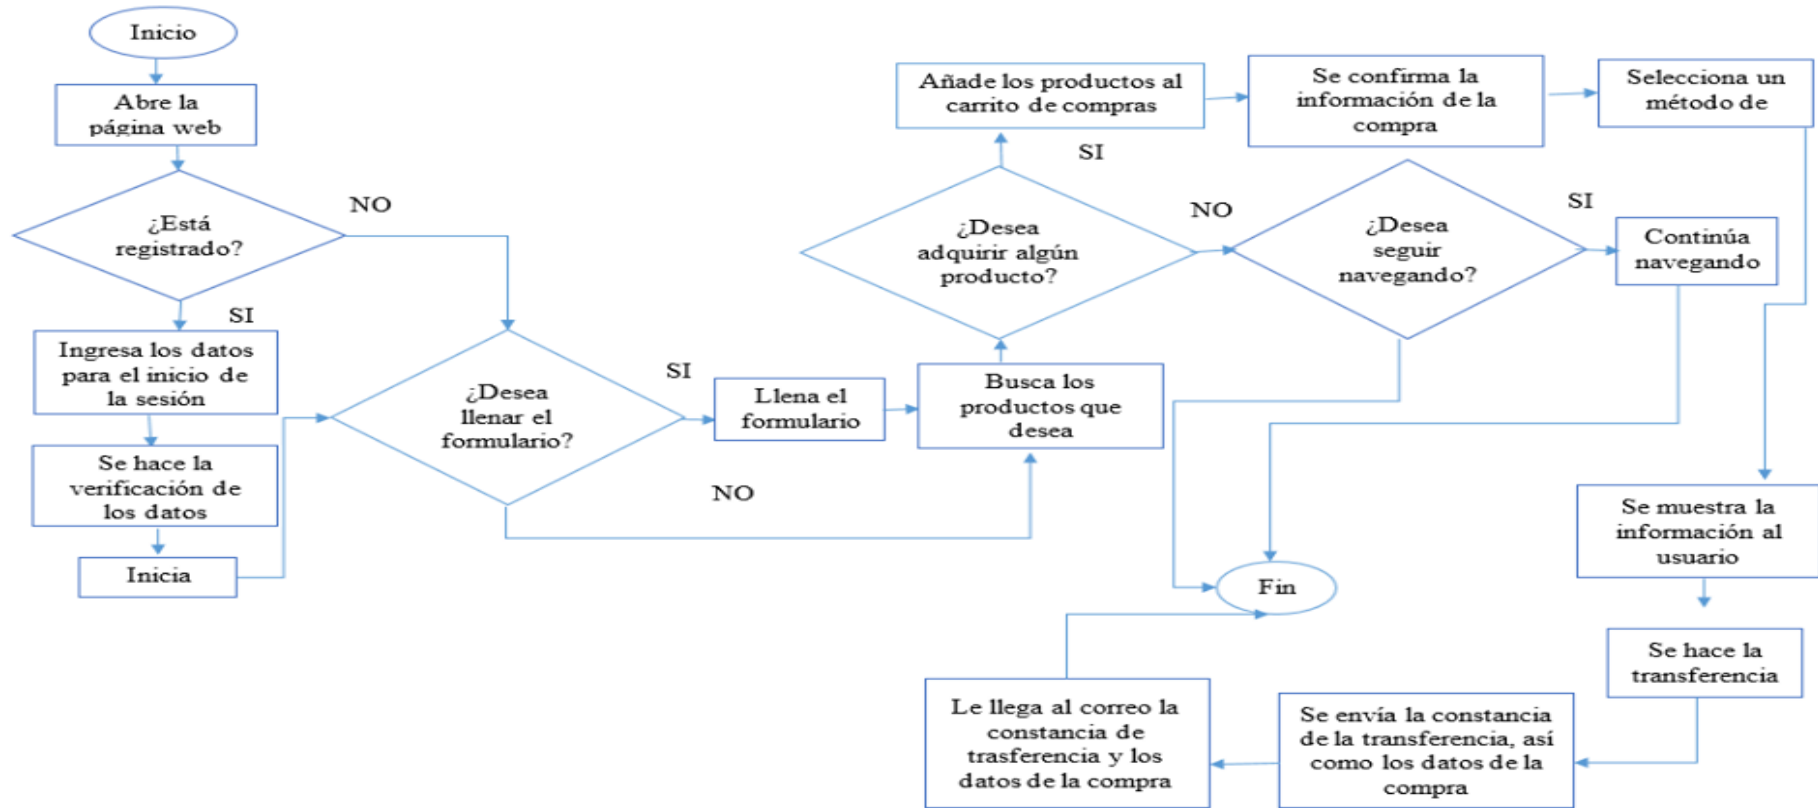 Inicio
Abre la
página web
¿Está
registrado?
NO
SI
Ingresa los datos
para el inicio de
la sesión
Se hace la
verificación de
los datos
Inicia
¿Desea
llenar el
formulario?
SI
NO
Llena el
formulario
Busca los
productos que
desea
¿Desea
adquirir algún
producto?
SI
NO
Añade los productos al
carrito de compras
Se confirma la
información de la
compra
Selecciona un
método de
¿Desea
seguir
navegando?
SI
Continúa
navegando
Se muestra la
información al
usuario
Se hace la
transferencia
Se envía la constancia
de la transferencia, así
como los datos de la
compra
Le llega al correo la
constancia de
trasferencia y los
datos de la compra
Fin